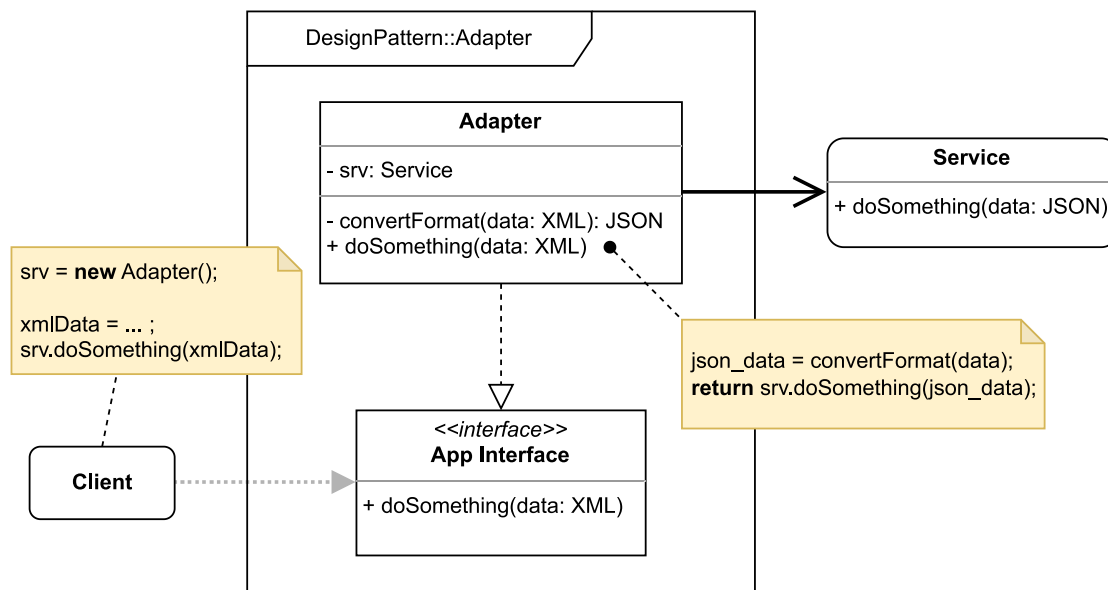 DesignPattern::Adapter
Adapter
- srv: Service
- convertFormat(data: XML): JSON
+ doSomething(data: XML)
Service
+ doSomething(data: JSON)
srv = new Adapter();
xmlData = ... ;
srv.doSomething(xmlData);
json_data = convertFormat(data);
return srv.doSomething(json_data);
<<interface>>
App Interface
+ doSomething(data: XML)
Client